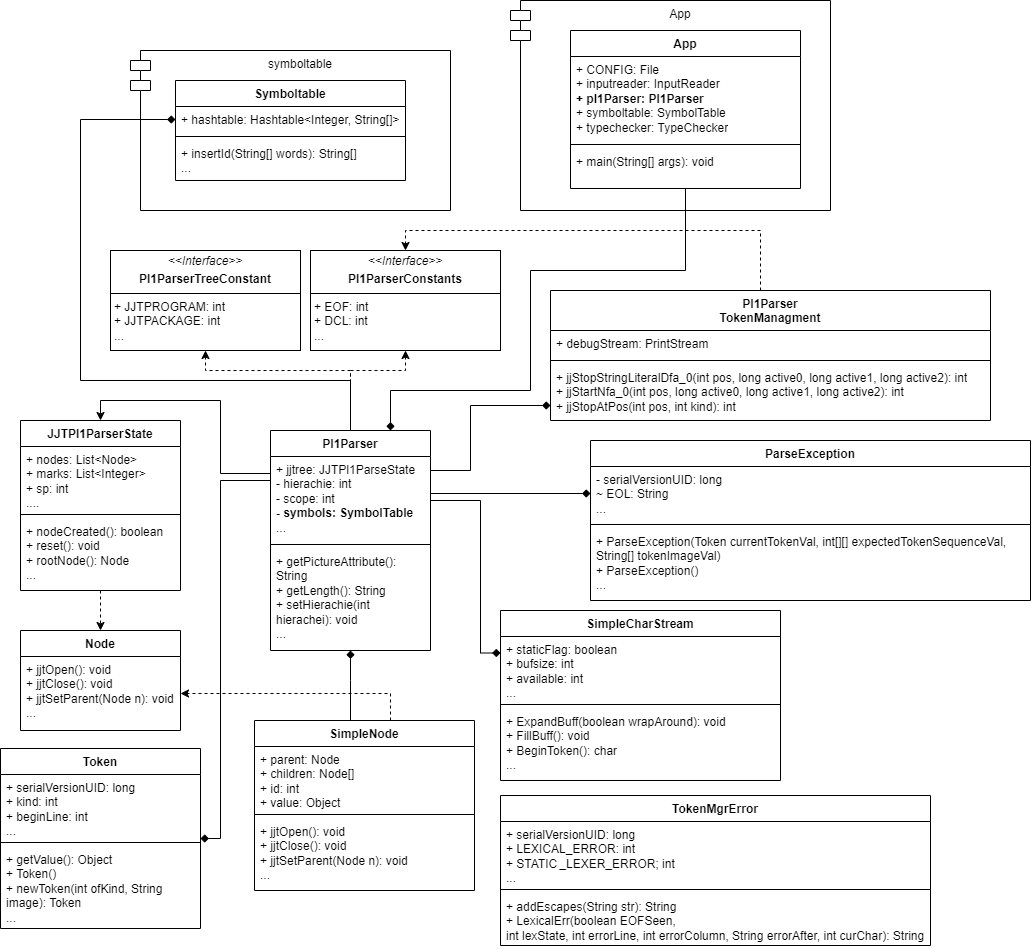 App
App
+ CONFIG: File
+ inputreader: InputReader
+ pl1Parser: Pl1Parser
+ symboltable: SymbolTable
+ typechecker: TypeChecker
+ main(String[] args): void
symboltable
Symboltable
+ hashtable: Hashtable<Integer, String[]>
+ insertId(String[] words): String[]
...
<<Interface>>
Pl1ParserTreeConstant
+ JJTPROGRAM: int
+ JJTPACKAGE: int
...
<<Interface>>
Pl1ParserConstants
+ EOF: int
+ DCL: int
...
Pl1Parser
TokenManagment
+ debugStream: PrintStream
+ jjStopStringLiteralDfa_0(int pos, long active0, long active1, long active2): int
+ jjStartNfa_0(int pos, long active0, long active1, long active2): int
+ jjStopAtPos(int pos, int kind): int
JJTPl1ParserState
+ nodes: List<Node>
+ marks: List<Integer>
+ sp: int
....
+ nodeCreated(): boolean
+ reset(): void
+ rootNode(): Node
...
Pl1Parser
+ jjtree: JJTPl1ParseState
- hierachie: int
- scope: int
- symbols: SymbolTable
...
+ getPictureAttribute():
String
+ getLength(): String
+ setHierachie(int
hierachei): void
...
ParseException
- serialVersionUID: long
~ EOL: String
...
+ ParseException(Token currentTokenVal, int[][] expectedTokenSequenceVal,
String[] tokenImageVal)
+ ParseException()
...
SimpleCharStream
+ staticFlag: boolean
+ bufsize: int
+ available: int
...
+ ExpandBuff(boolean wrapAround): void
+ FillBuff(): void
+ BeginToken(): char
...
Node
+ jjtOpen(): void
+ jjtClose(): void
+ jjtSetParent(Node n): void
...
SimpleNode
+ parent: Node
+ children: Node[]
+ id: int
+ value: Object
+ jjtOpen(): void
+ jjtClose(): void
+ jjtSetParent(Node n): void
...
Token
+ serialVersionUID: long
+ kind: int
+ beginLine: int
...
+ getValue(): Object
+ Token()
+ newToken(int ofKind, String
image): Token
...
TokenMgrError
+ serialVersionUID: long
+ LEXICAL_ERROR: int
+ STATIC_LEXER_ERROR; int
...
+ addEscapes(String str): String
+ LexicalErr(boolean EOFSeen,
int lexState, int errorLine, int errorColumn, String errorAfter, int curChar): String